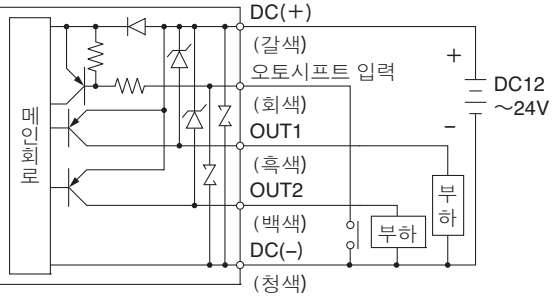 DC(+)
(갈색)
오토시프트 입력
(회색)
OUT1
(흑색)
OUT2
(백색)
DC(-)
(청색)
메인회로
+
DC12
~24V
-
부하
부하